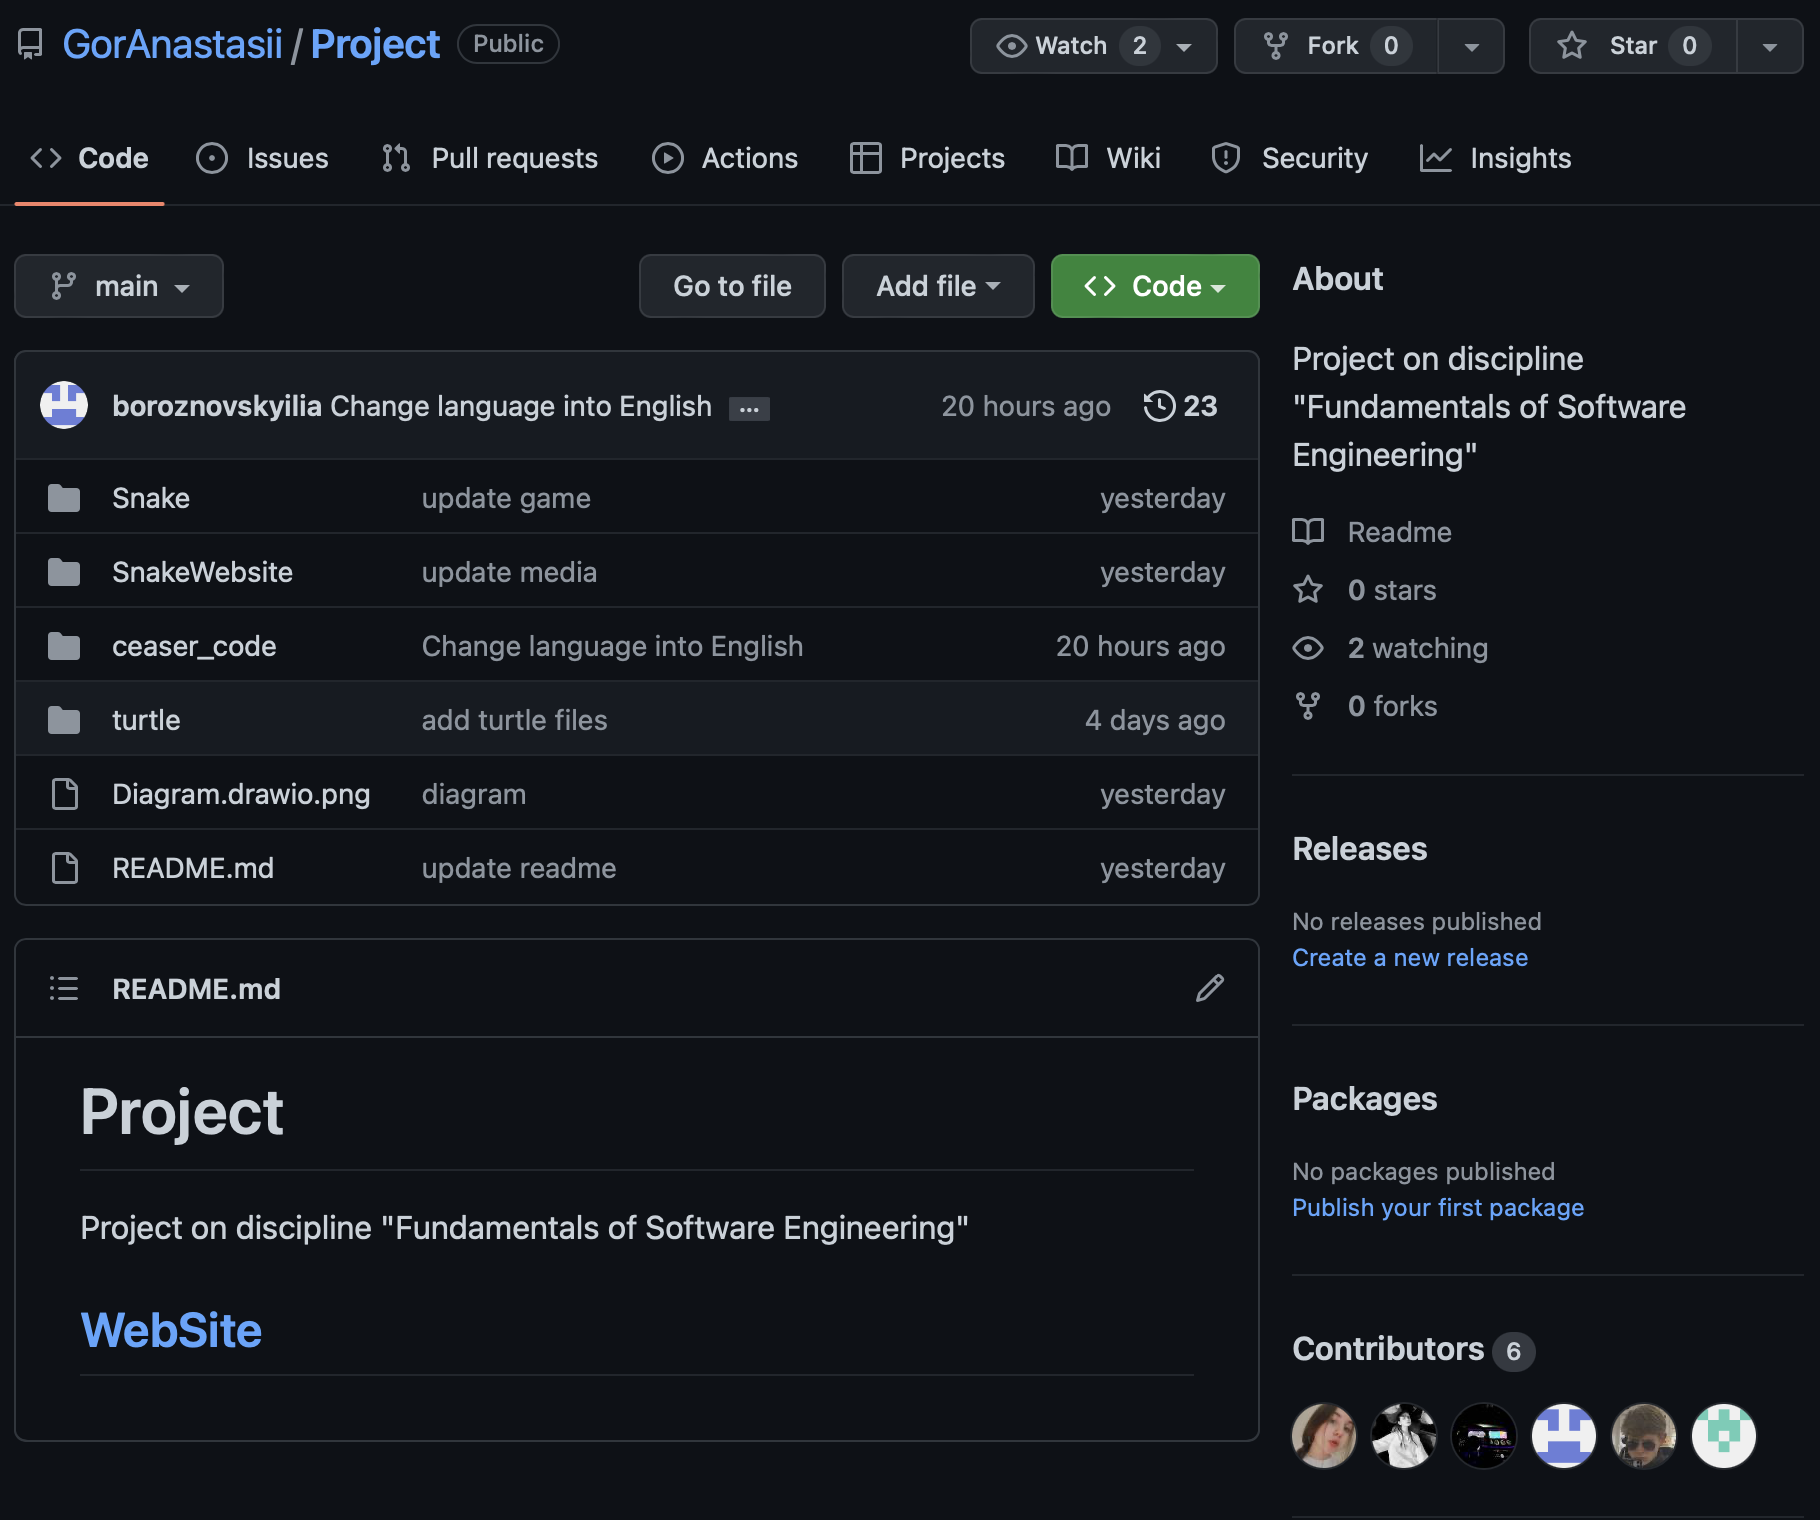 GorAnastasii / Project Public
Watch 2
Fork 0
Star 0
Code Issues Pull requests Actions Projects Wiki Security Insights
main
Go to file
Add file
Code
boroznovskyilia Change language into English ... 20 hours ago 23
Snake update game yesterday
SnakeWebsite update media yesterday
ceaser_code Change language into English 20 hours ago
turtle add turtle files 4 days ago
Diagram.drawio.png diagram yesterday
README.md update readme yesterday
README.md
Project
Project on discipline "Fundamentals of Software Engineering"
WebSite
About
Project on discipline
"Fundamentals of Software
Engineering"
Readme
0 stars
2 watching
0 forks
Releases
No releases published
Create a new release
Packages
No packages published
Publish your first package
Contributors 6